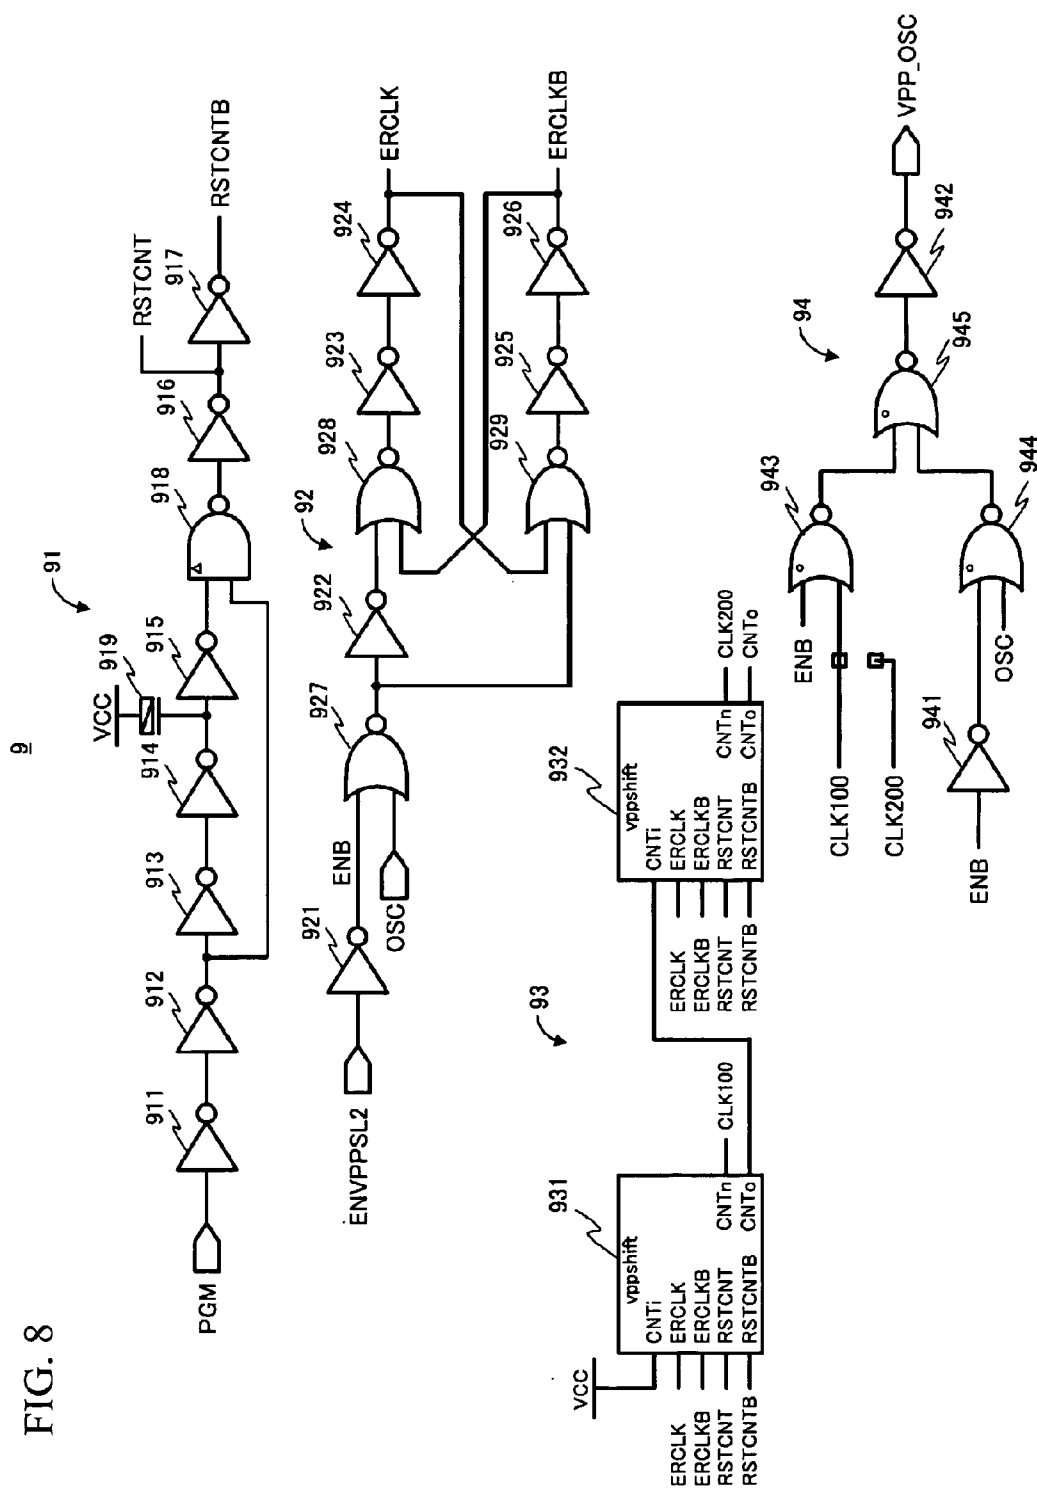 FIG. 8
9
91
PGM
911
912
913
914
VCC
919
915
918
916
RSTCNT
917
RSTCNTB
92
ENVPPSL2
921
ENB
OSC
927
922
928
923
924
ERCLK
929
925
926
ERCLKB
93
VCC
931
vppshift
CNTi
ERCLK
ERCLK
ERCLKB
ERCLKB
RSTCNT
RSTCNT
CNTn
CLK100
RSTCNTB
RSTCNTB
CNTo
932
vppshift
CNTi
ERCLK
ERCLK
ERCLKB
ERCLKB
RSTCNT
RSTCNT
CNTn
CLK200
RSTCNTB
RSTCNTB
CNTo
CNTo
94
ENB
943
CLK100
CLK200
ENB
941
OSC
944
945
942
VPP_OSC